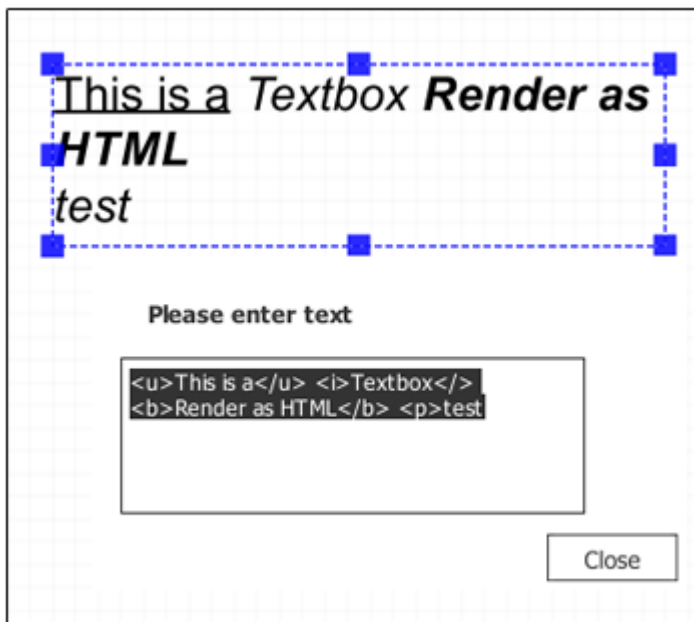 This is a Textbox Render as
HTML
test
Please enter text
<u>This is a</u> <i>Textbox</>
<b>Render as HTML</b> <p>test
Close